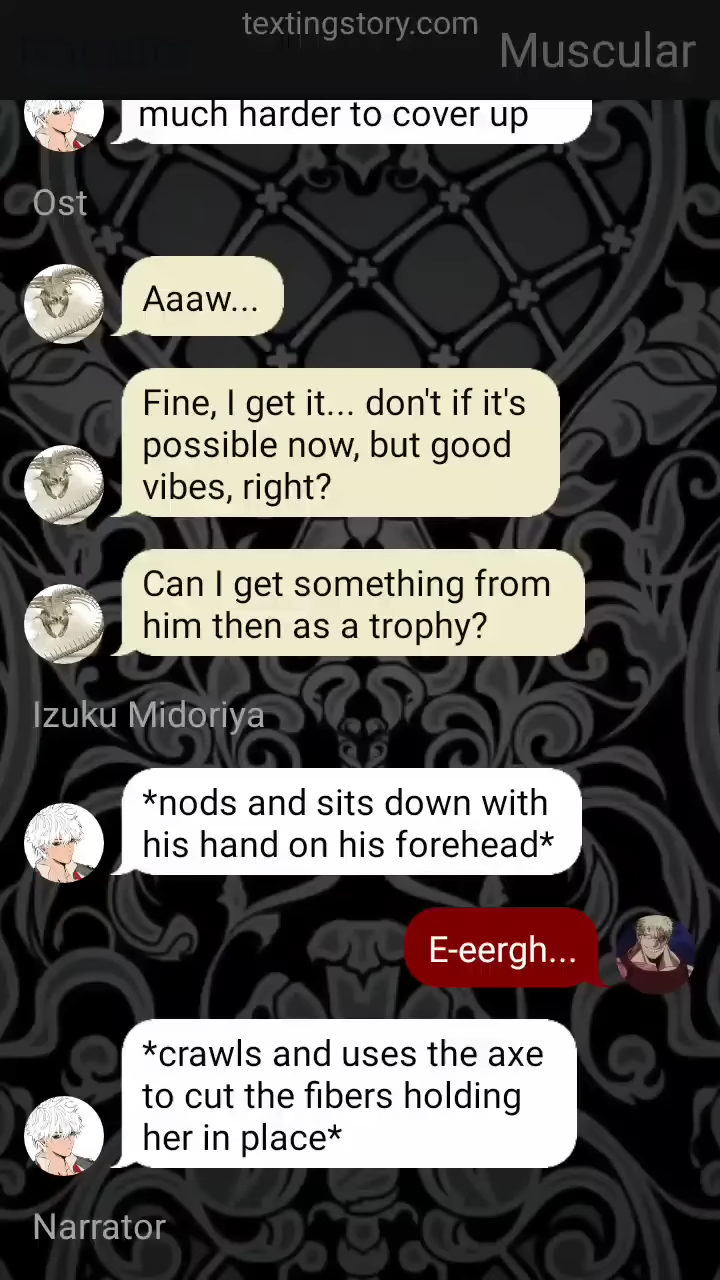 textingstory.com
Muscular
much harder to cover up
Ost
Aaaw...
Fine, I get it... don't if it's
possible now, but good
vibes, right?
Can I get something from
him then as a trophy?
Izuku Midoriya
*nods and sits down with
his hand on his forehead*
E-eergh...
*crawls and uses the axe
to cut the fibers holding
her in place*
Narrator